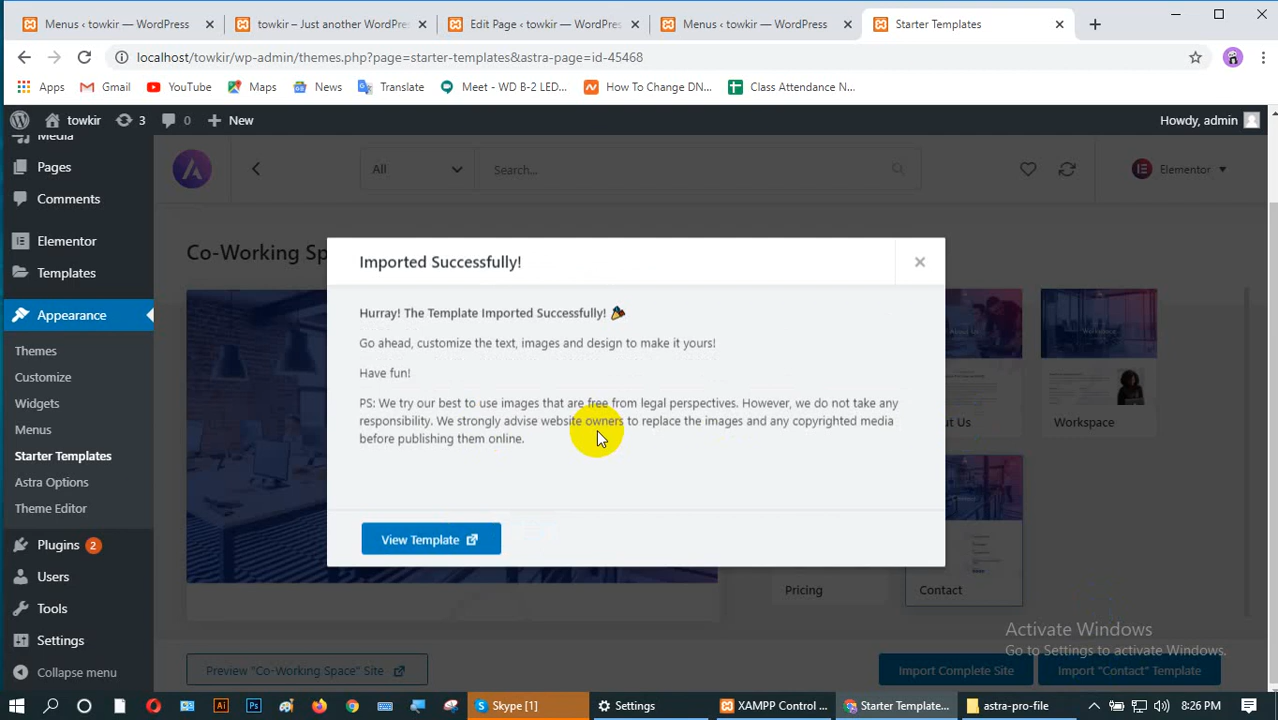 Menus ‹ towkir — WordPress
towkir – Just another WordPres
Edit Page ‹ towkir — WordPres
Menus ‹ towkir — WordPress
Starter Templates
localhost/towkir/wp-admin/themes.php?page=starter-templates&astra-page=id-45468
Apps
Gmail
YouTube
Maps
News
Translate
Meet - WD B-2 LED...
How To Change DN...
Class Attendance N...
towkir
3
0
New
Howdy, admin
Media
Pages
Comments
Elementor
Templates
Appearance
Themes
Customize
Widgets
Menus
Starter Templates
Astra Options
Theme Editor
Plugins 2
Users
Tools
Settings
Collapse menu
All
Search...
Elementor
Co-Working Sp
Imported Successfully!
Hurray! The Template Imported Successfully!
Go ahead, customize the text, images and design to make it yours!
Have fun!
PS: We try our best to use images that are free from legal perspectives. However, we do not take any
responsibility. We strongly advise website owners to replace the images and any copyrighted media
before publishing them online.
View Template
Workspace
ut Us
Workspace
Pricing
Contact
Preview "Co-Working Space" Site
Import Complete Site
Import "Contact" Template
Activate Windows
Go to Settings to activate Windows.
Skype [1]
Settings
XAMPP Control ...
Starter Template...
astra-pro-file
8:26 PM